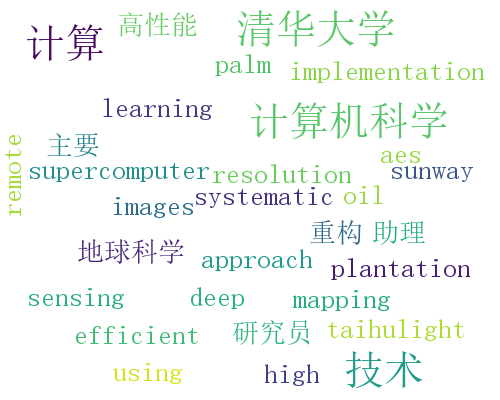 计算 高性能 清华大学
palm implementation
learning 计算机科学
remote 主要 aes
supercomputer resolution sunway
images systematic oil
地球科学 重构 助理
approach plantation
sensing deep mapping
efficient 研究员 taihulight
using high 技术